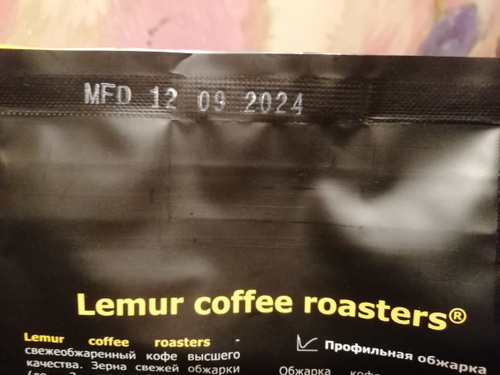 MFD 12 09 2024
Lemur coffee roasters®
Lemur coffee roasters -
свежеобжаренный кофе высшего
качества. Зерна свежей обжарки
Профильная обжарка
Обжарка